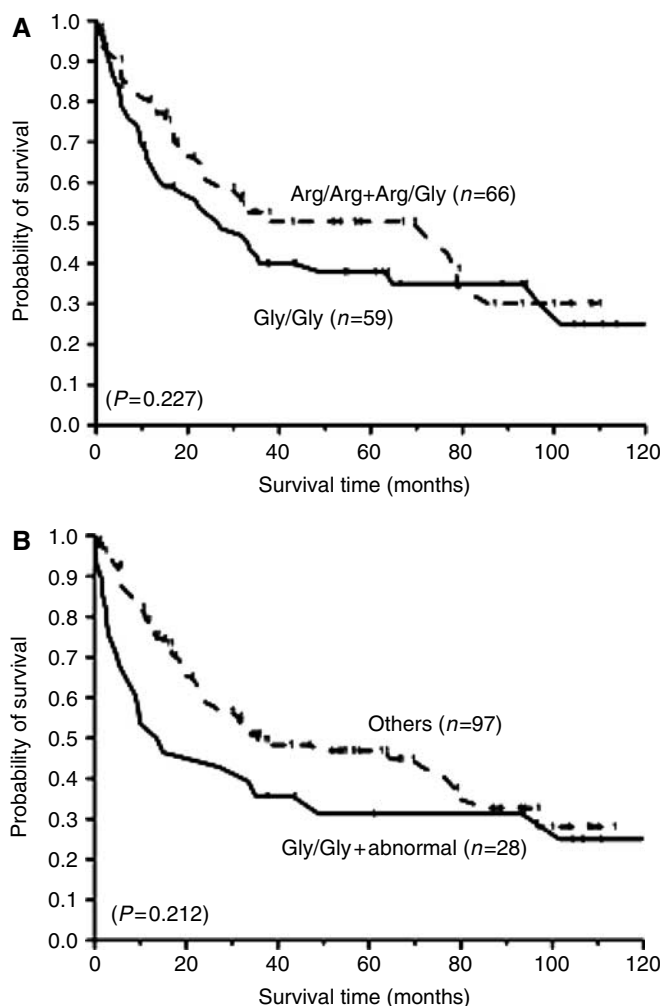 A
1.0
0.9
0.8
0.7
0.6
0.5
0.4
0.3
0.2
0.1
0.0
Probability of survival
Arg/Arg+Arg/Gly (n=66)
Gly/Gly (n=59)
(P=0.227)
0 20 40 60 80 100 120
Survival time (months)
B
1.0
0.9
0.8
0.7
0.6
0.5
0.4
0.3
0.2
0.1
0.0
Probability of survival
Others (n=97)
Gly/Gly+abnormal (n=28)
(P=0.212)
0 20 40 60 80 100 120
Survival time (months)